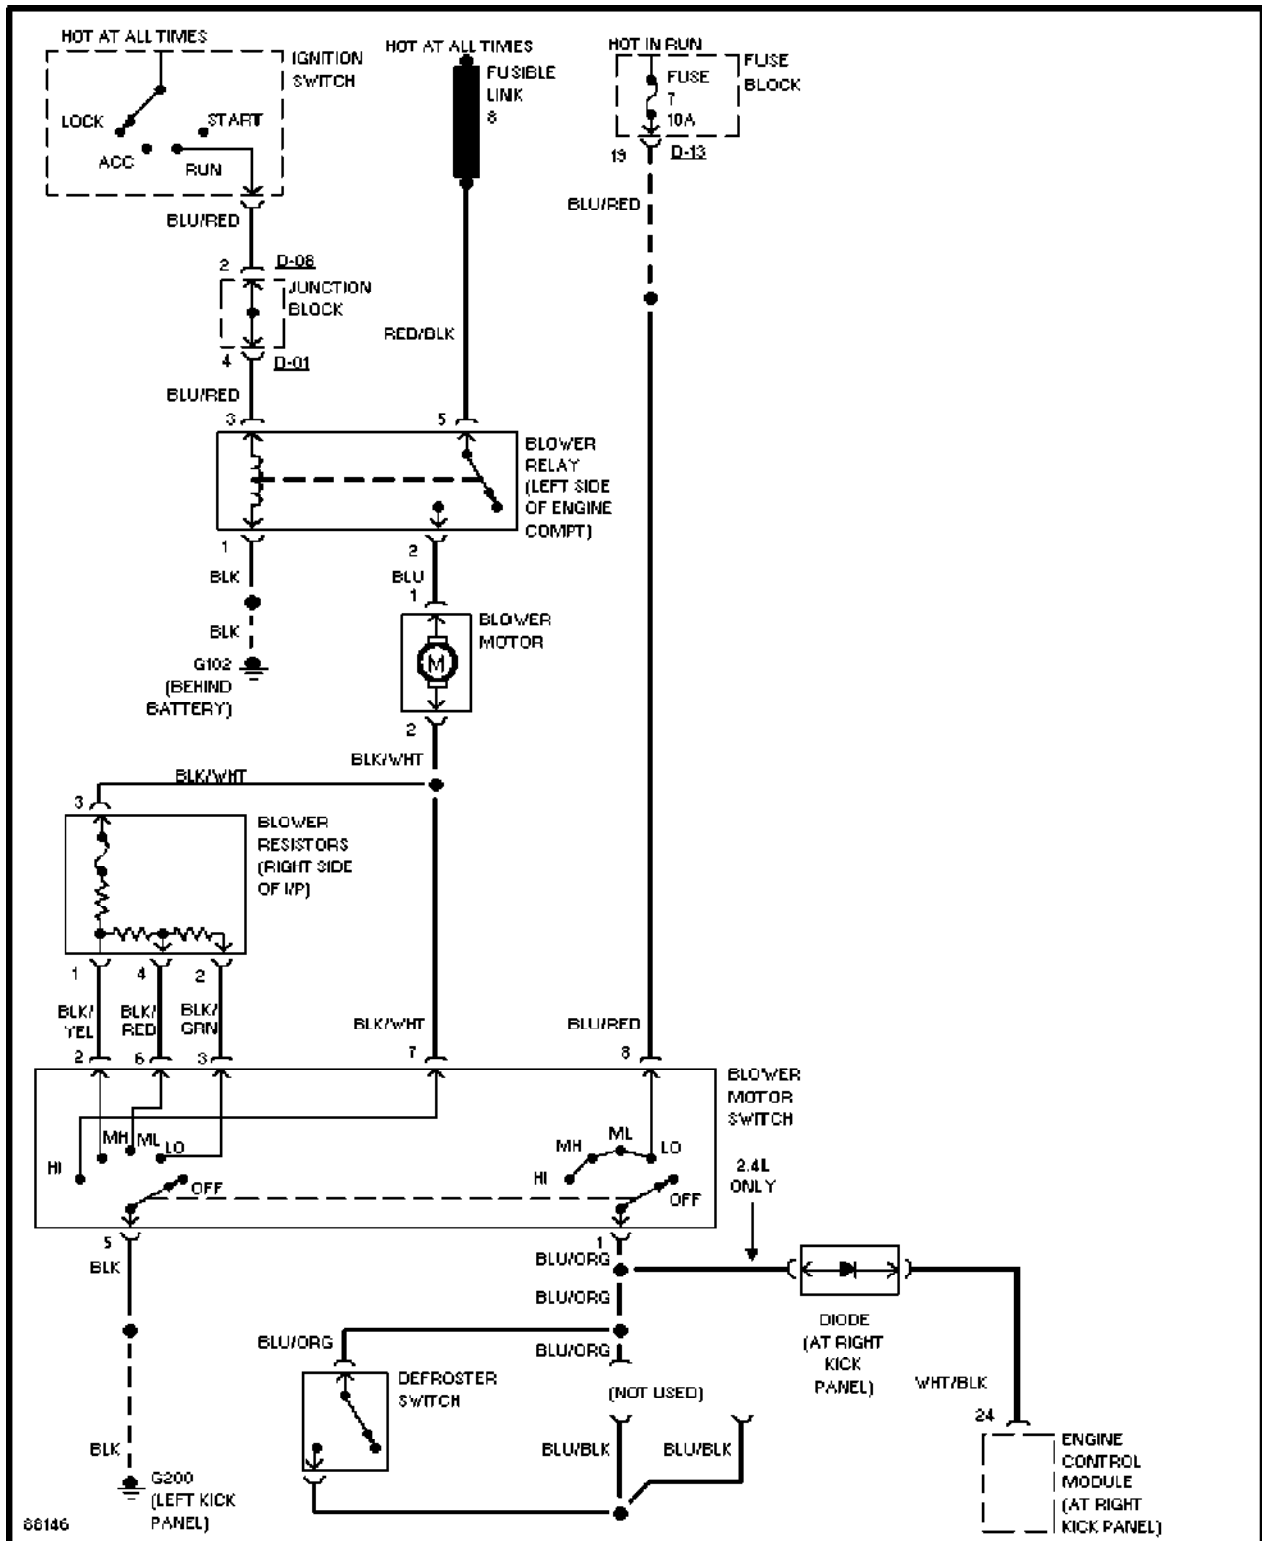 HOT AT ALL TIMES
IGNITION
SWITCH
LOCK
START
ACC
RUN
HOT AT ALL TIMES
FUSIBLE
LINK
8
HOT IN RUN
FUSE
BLOCK
FUSE
7
10A
19
D-13
BLU/RED
BLU/RED
2
D-08
JUNCTION
BLOCK
4
D-01
RED/BLK
BLU/RED
3
5
BLOWER
RELAY
(LEFT SIDE
OF ENGINE
COMPT)
1
2
BLK
BLU
1
BLOWER
MOTOR
M
BLK
G102
(BEHIND
BATTERY)
2
BLK/WHT
BLK/WHT
3
BLOWER
RESISTORS
(RIGHT SIDE
OF I/P)
1
4
2
BLK/
YEL
BLK/
RED
BLK/
GRN
BLK/WHT
BLU/RED
2
6
3
7
8
BLOWER
MOTOR
SWITCH
HI
MH
ML
LO
OFF
HI
MH
ML
LO
OFF
2.4L
ONLY
5
1
BLK
BLU/ORG
BLU/ORG
BLU/ORG
BLU/ORG
DIODE
(AT RIGHT
KICK
PANEL)
DEFROSTER
SWITCH
(NOT USED)
WHT/BLK
24
BLK
BLU/BLK
BLU/BLK
ENGINE
CONTROL
MODULE
(AT RIGHT
KICK PANEL)
G200
(LEFT KICK
PANEL)
88146